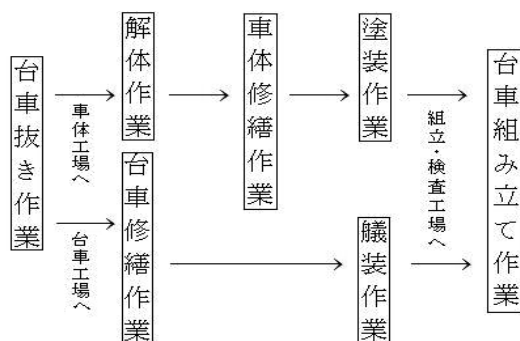 台車抜き作業
車体工場へ
解体作業
車体修繕作業
塗装作業
組立・検査工場へ
台車組み立て作業
台車工場へ
台車修繕作業
艤装作業